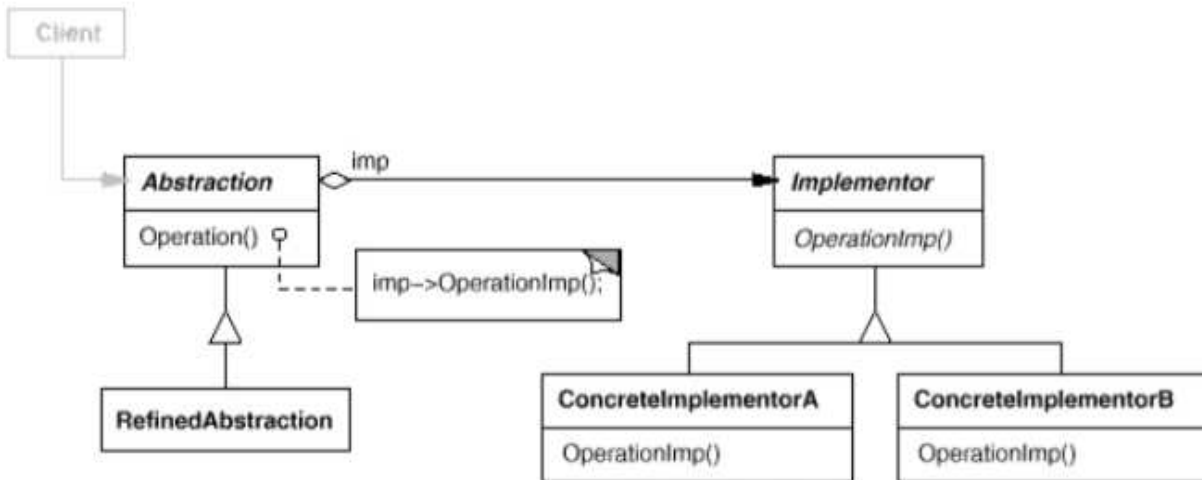 Client
imp
Abstraction
Implementor
Operation()
OperationImp()
imp->OperationImp();
RefinedAbstraction
ConcreteImplementorA
ConcreteImplementorB
OperationImp()
OperationImp()